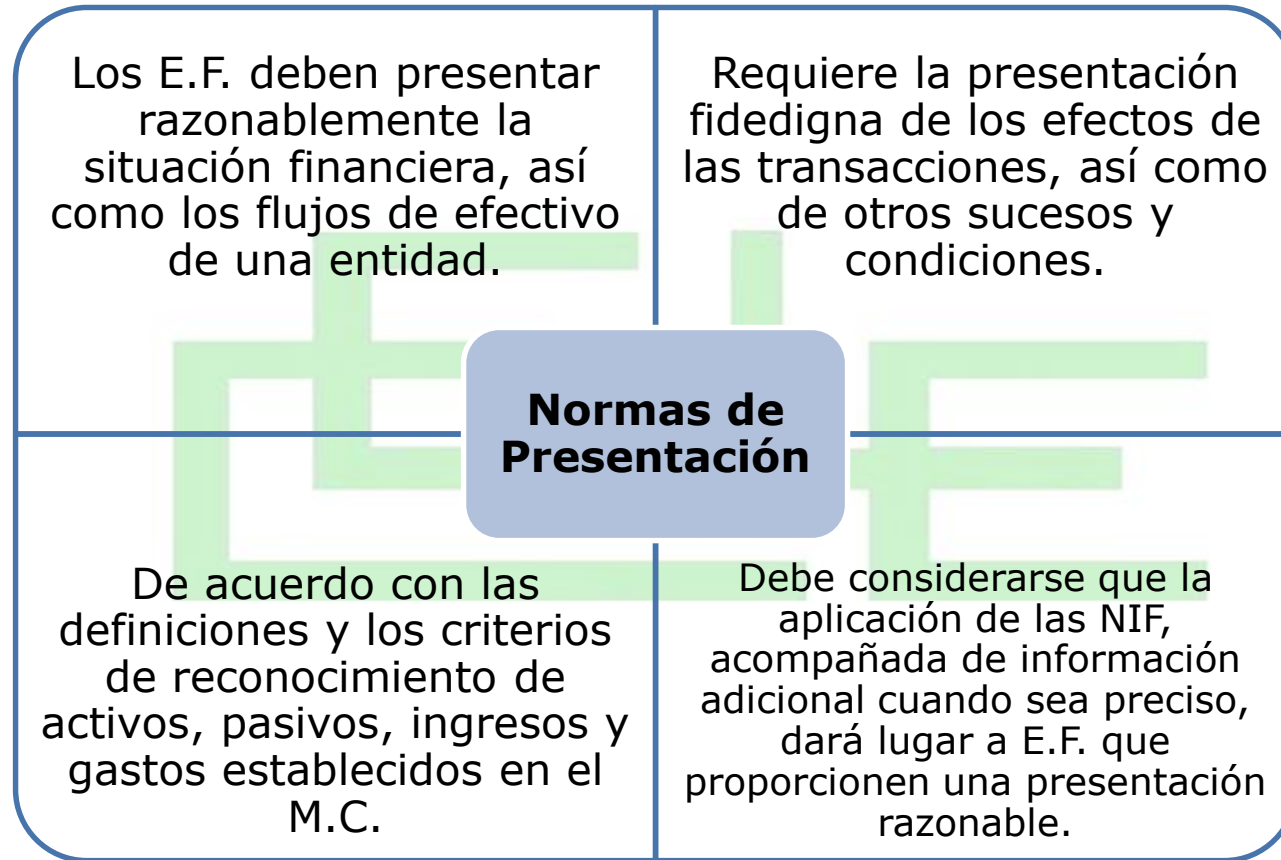 Los E.F. deben presentar
razonablemente la
situación financiera, así
como los flujos de efectivo
de una entidad.
Requiere la presentación
fidedigna de los efectos de
las transacciones, así como
de otros sucesos y
condiciones.
Normas de
Presentación
De acuerdo con las
definiciones y los criterios
de reconocimiento de
activos, pasivos, ingresos y
gastos establecidos en el
M.C.
Debe considerarse que la
aplicación de las NIF,
acompañada de información
adicional cuando sea preciso,
dará lugar a E.F. que
proporcionen una presentación
razonable.